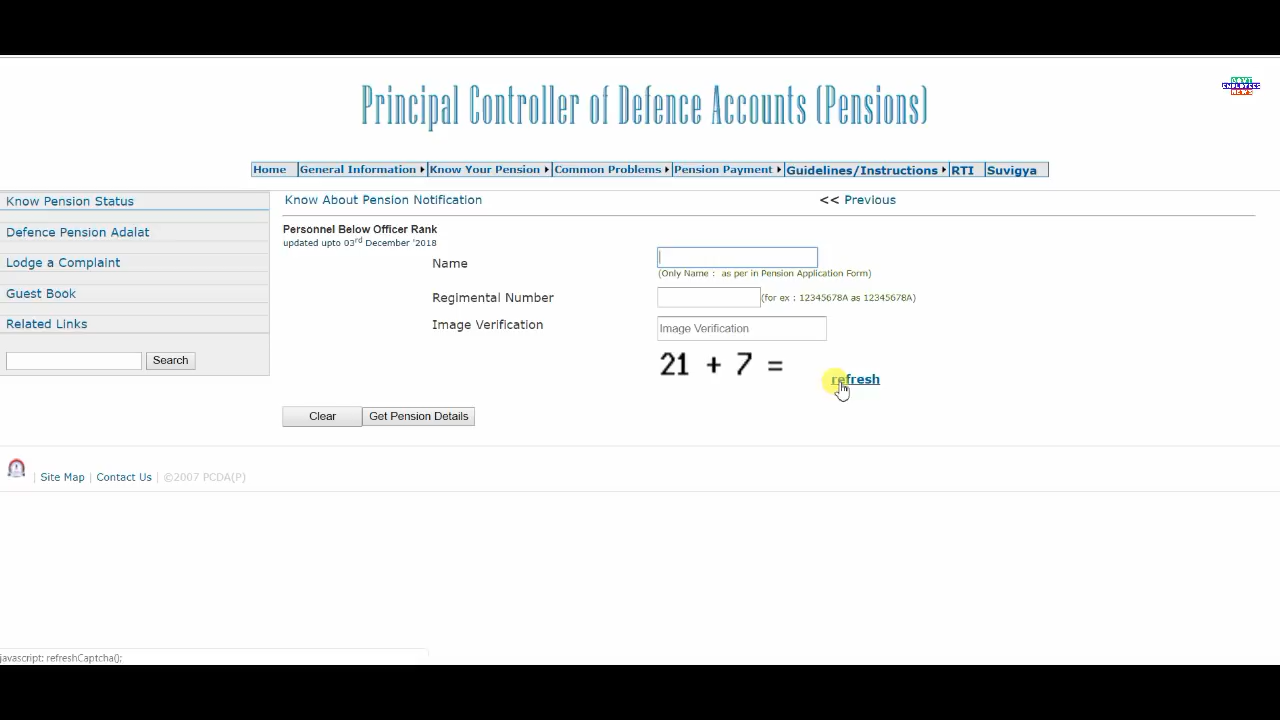 GOVT
EMPLOYEES
NEWS
Principal Controller of Defence Accounts (Pensions)
Home General Information Know Your Pension Common Problems Pension Payment Guidelines/Instructions RTI Suvigya
Know Pension Status
Defence Pension Adalat
Lodge a Complaint
Guest Book
Related Links
Search
Know About Pension Notification << Previous
Personnel Below Officer Rank
updated upto 03rd December '2018
Name
(Only Name : as per in Pension Application Form)
Regimental Number (for ex : 12345678A as 12345678A)
Image Verification Image Verification
21 + 7 =
refresh
Clear Get Pension Details
| Site Map | Contact Us | ©2007 PCDA(P)
javascript: refreshCaptcha();